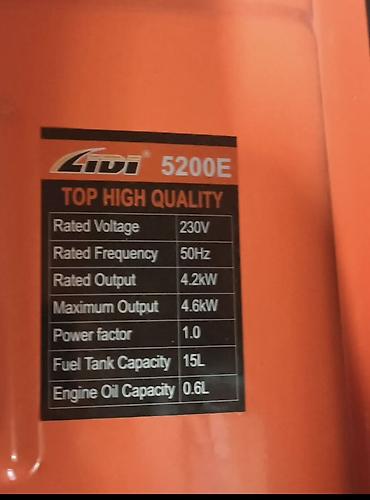 LIDI® 5200E
TOP HIGH QUALITY
Rated Voltage 230V
Rated Frequency 50Hz
Rated Output 4.2kW
Maximum Output 4.6kW
Power factor 1.0
Fuel Tank Capacity 15L
Engine Oil Capacity 0.6L